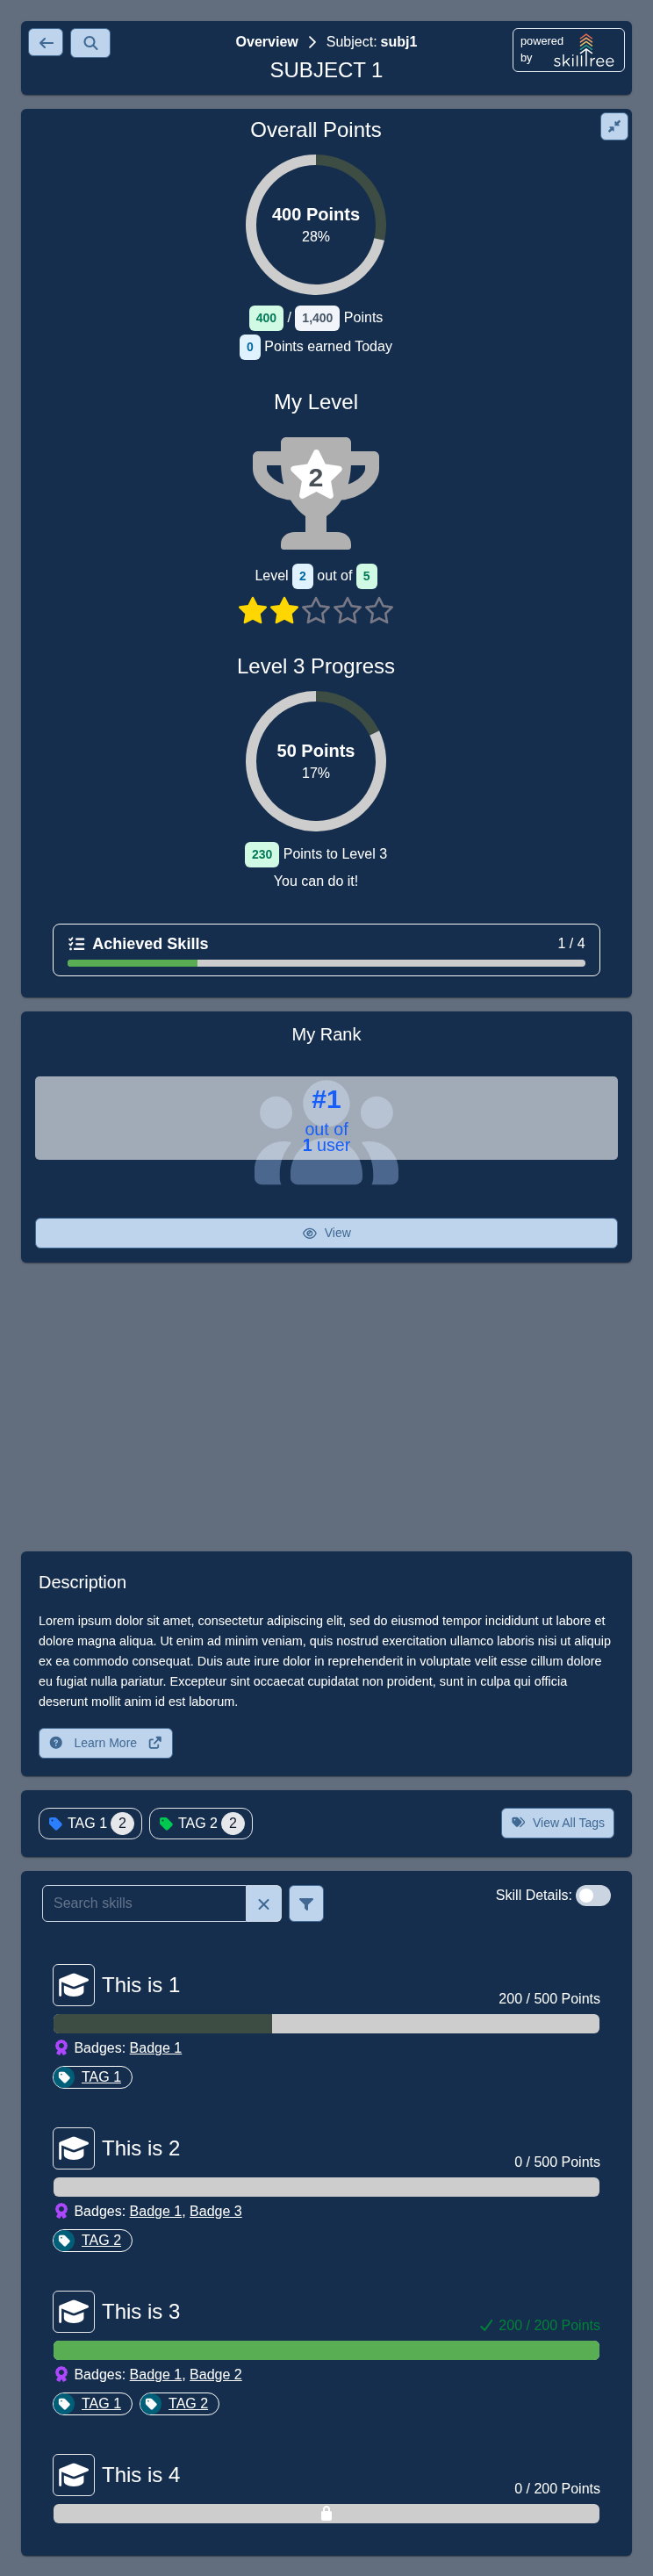 Overview > Subject: subj1
SUBJECT 1
powered
by skilltree
Overall Points
400 Points
28%
400 / 1,400 Points
0 Points earned Today
My Level
2
Level 2 out of 5
Level 3 Progress
50 Points
17%
230 Points to Level 3
You can do it!
Achieved Skills 1 / 4
My Rank
#1
out of
1 user
View
Description
Lorem ipsum dolor sit amet, consectetur adipiscing elit, sed do eiusmod tempor incididunt ut labore et
dolore magna aliqua. Ut enim ad minim veniam, quis nostrud exercitation ullamco laboris nisi ut aliquip
ex ea commodo consequat. Duis aute irure dolor in reprehenderit in voluptate velit esse cillum dolore
eu fugiat nulla pariatur. Excepteur sint occaecat cupidatat non proident, sunt in culpa qui officia
deserunt mollit anim id est laborum.
Learn More
TAG 1 2 TAG 2 2 View All Tags
Search skills Skill Details:
This is 1 200 / 500 Points
Badges: Badge 1
TAG 1
This is 2 0 / 500 Points
Badges: Badge 1, Badge 3
TAG 2
This is 3 200 / 200 Points
Badges: Badge 1, Badge 2
TAG 1 TAG 2
This is 4 0 / 200 Points